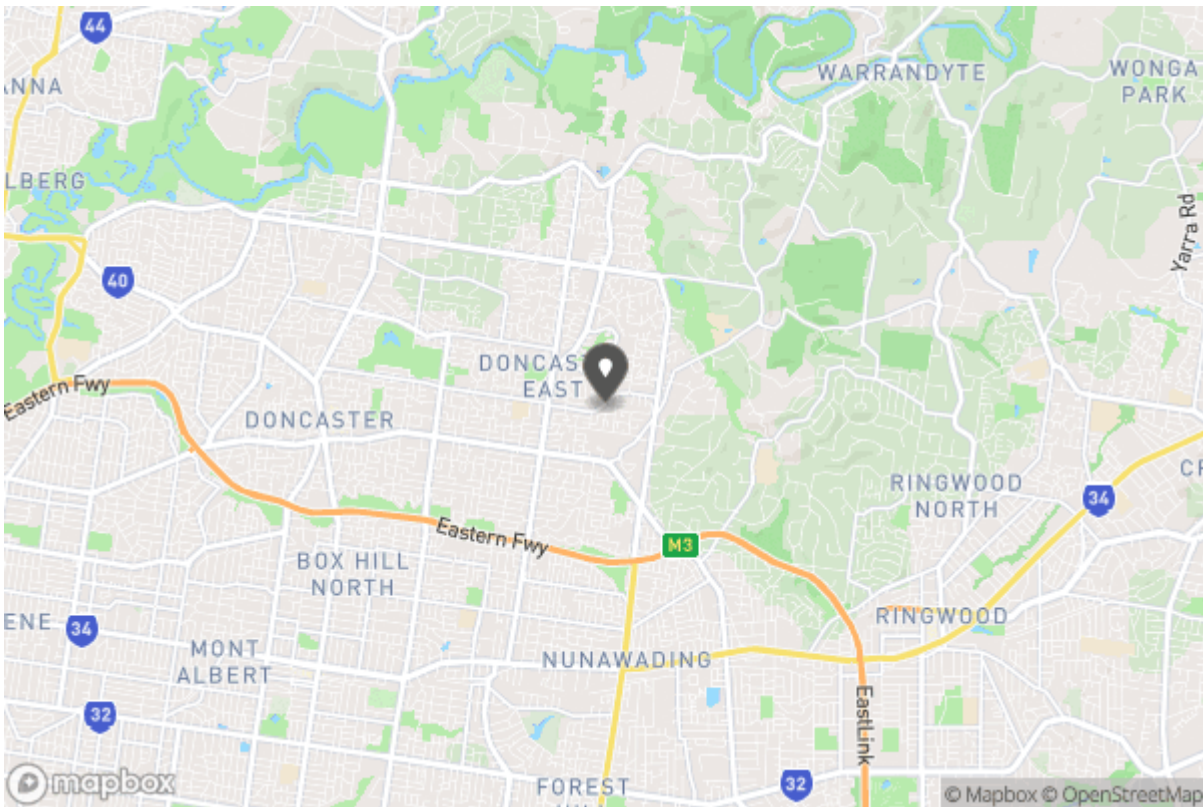 44
ANNA
WARRANDYTE
WONGA
PARK
LBERG
Yarra Rd
40
DONCAST
EAST
Eastern Fwy
DONCASTER
RINGWOOD
NORTH
CR
34
Eastern Fwy
M3
BOX HILL
NORTH
ENE
34
RINGWOOD
MONT
ALBERT
NUNAWADING
32
EastLink
mapbox
FOREST
32
© Mapbox © OpenStreetMap